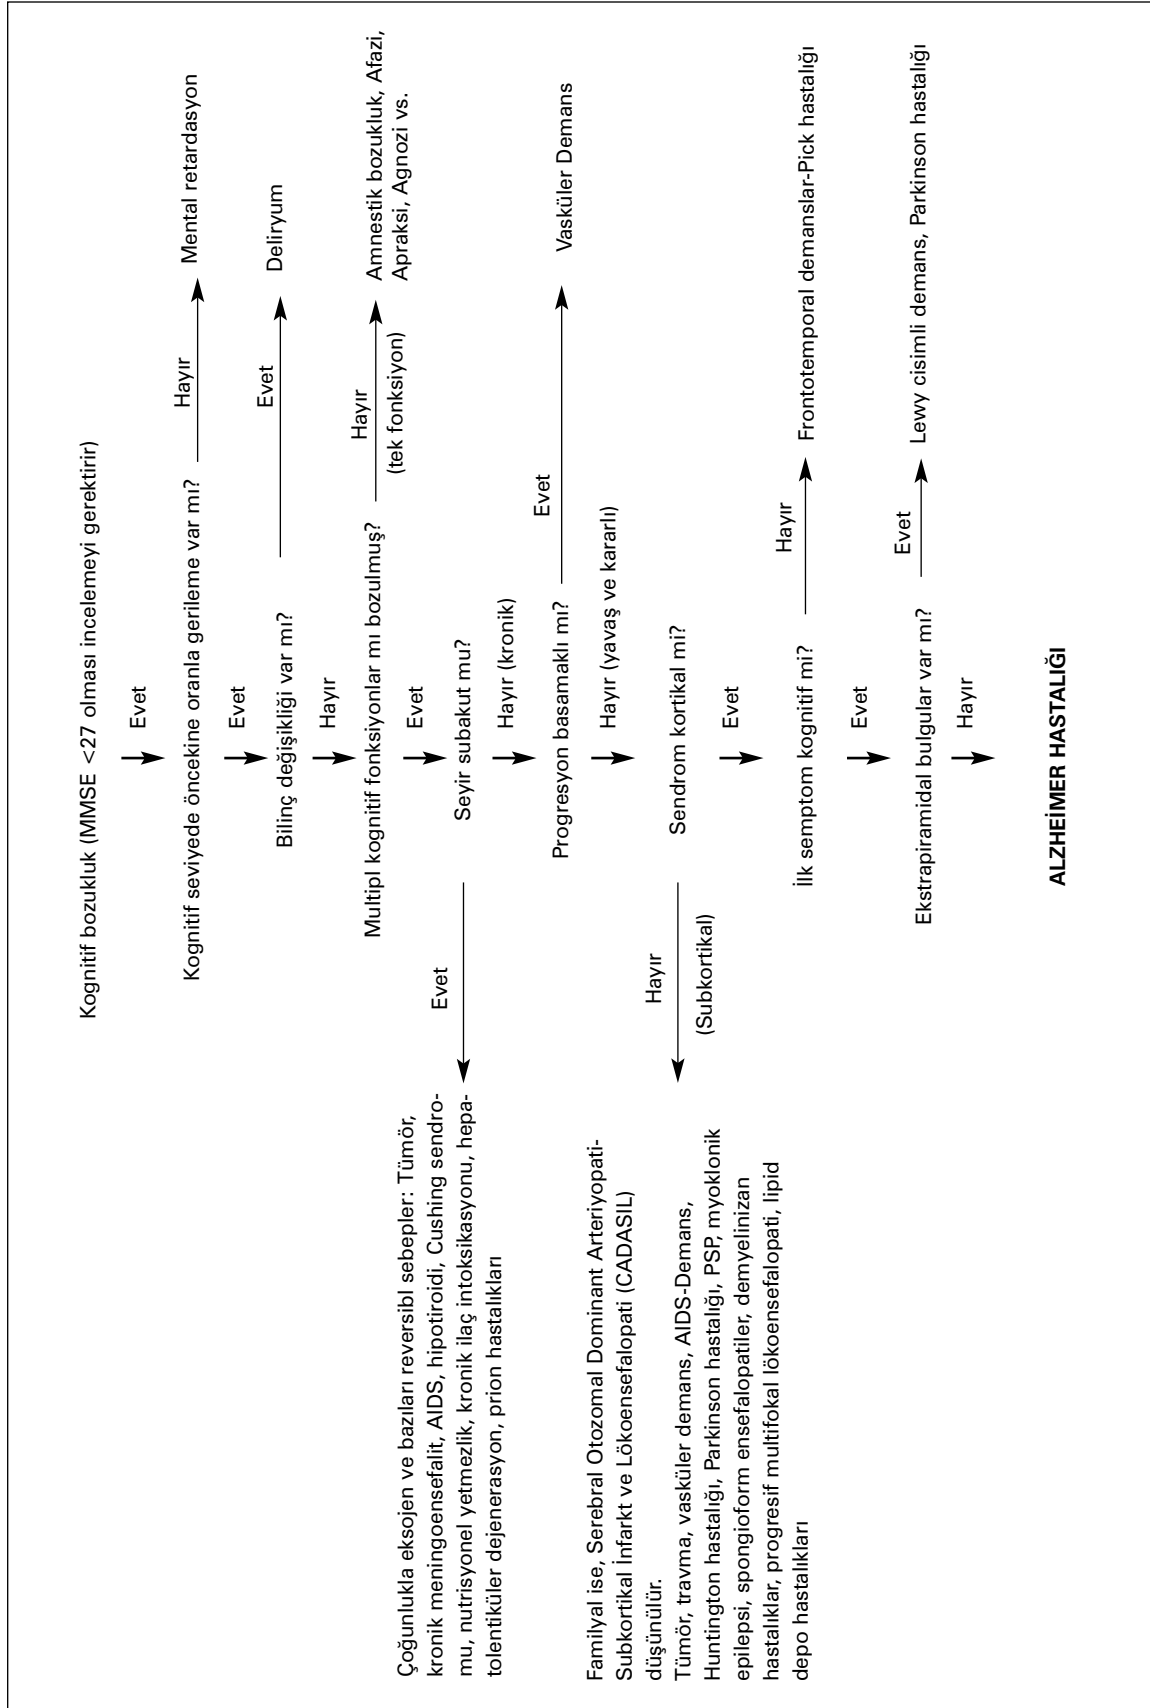 Kognitif bozukluk (MMSE <27 olması incelemeyi gerektirir)
Evet
Kognitif seviyede öncekine oranla gerileme var mı?
Hayır
Mental retardasyon
Evet
Bilinç değişikliği var mı?
Evet
Deliryum
Hayır
Multipl kognitif fonksiyonlar mı bozulmuş?
Hayır
(tek fonksiyon)
Amnestik bozukluk, Afazi,
Apraksi, Agnozi vs.
Evet
Seyir subakut mu?
Evet
Çoğunlukla eksojen ve bazıları reversibl sebepler: Tümör,
kronik meningoensefalit, AIDS, hipotiroidi, Cushing sendro-
mu, nutrisyonel yetmezlik, kronik ilaç intoksikasyonu, hepa-
tolentiküler dejenerasyon, prion hastalıkları
Hayır (kronik)
Progresyon basamaklı mı?
Evet
Vasküler Demans
Hayır (yavaş ve kararlı)
Sendrom kortikal mi?
Hayır
(Subkortikal)
Familyal ise, Serebral Otozomal Dominant Arteriyopati-
Subkortikal İnfarkt ve Lökoensefalopati (CADASIL)
düşünülür.
Tümör, travma, vasküler demans, AIDS-Demans,
Huntington hastalığı, Parkinson hastalığı, PSP, myoklonik
epilepsi, spongioform ensefalopatiler, demyelinizan
hastalıklar, progresif multifokal lökoensefalopati, lipid
depo hastalıkları
Evet
İlk semptom kognitif mi?
Hayır
Frontotemporal demanslar-Pick hastalığı
Evet
Ekstrapiramidal bulgular var mı?
Evet
Lewy cisimli demans, Parkinson hastalığı
Hayır
ALZHEİMER HASTALIĞI